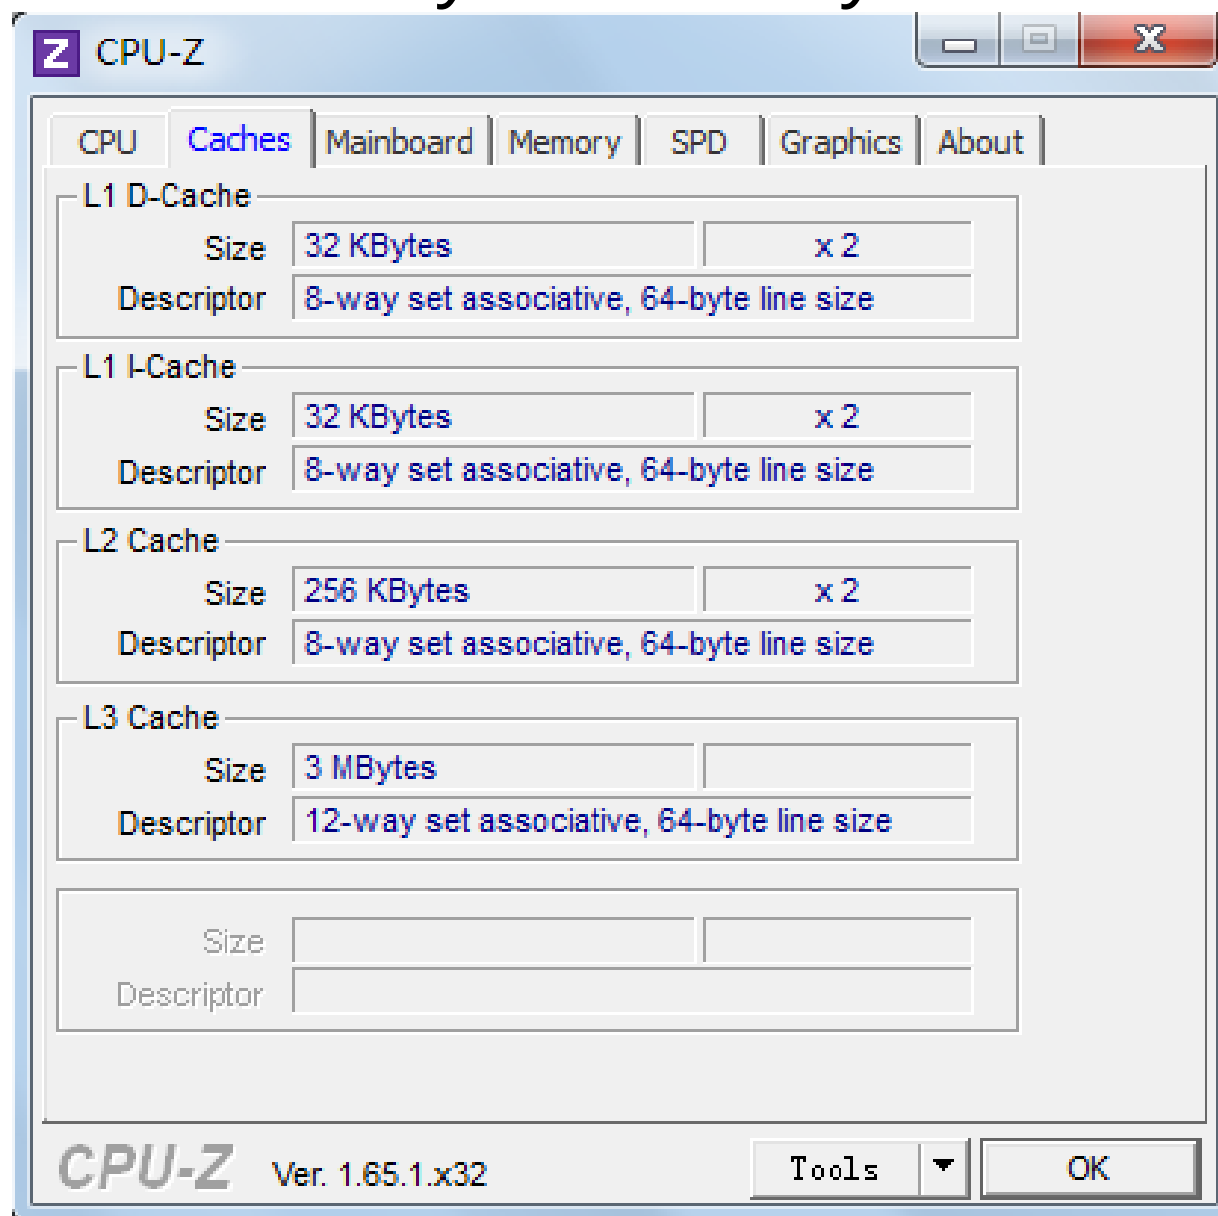 CPU-Z
CPU Caches Mainboard Memory SPD Graphics About
L1 D-Cache
Size 32 KBytes x 2
Descriptor 8-way set associative, 64-byte line size
L1 I-Cache
Size 32 KBytes x 2
Descriptor 8-way set associative, 64-byte line size
L2 Cache
Size 256 KBytes x 2
Descriptor 8-way set associative, 64-byte line size
L3 Cache
Size 3 MBytes
Descriptor 12-way set associative, 64-byte line size
Size
Descriptor
CPU-Z Ver. 1.65.1.x32 Tools OK